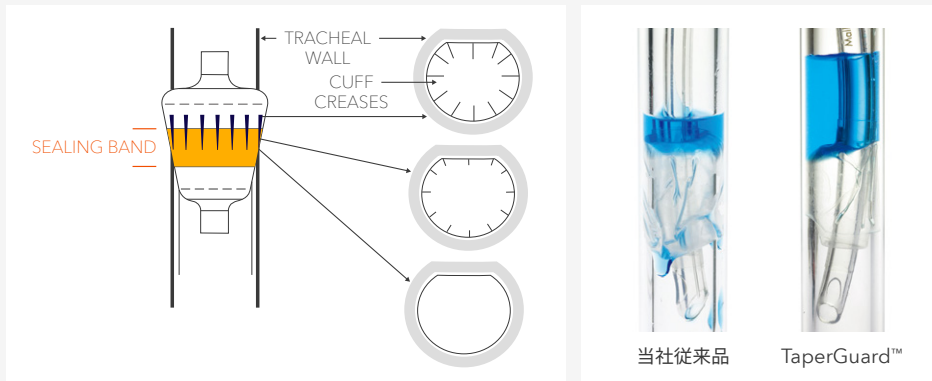 TRACHEAL
WALL
CUFF
CREASES
SEALING BAND
当社従来品
TaperGuard™